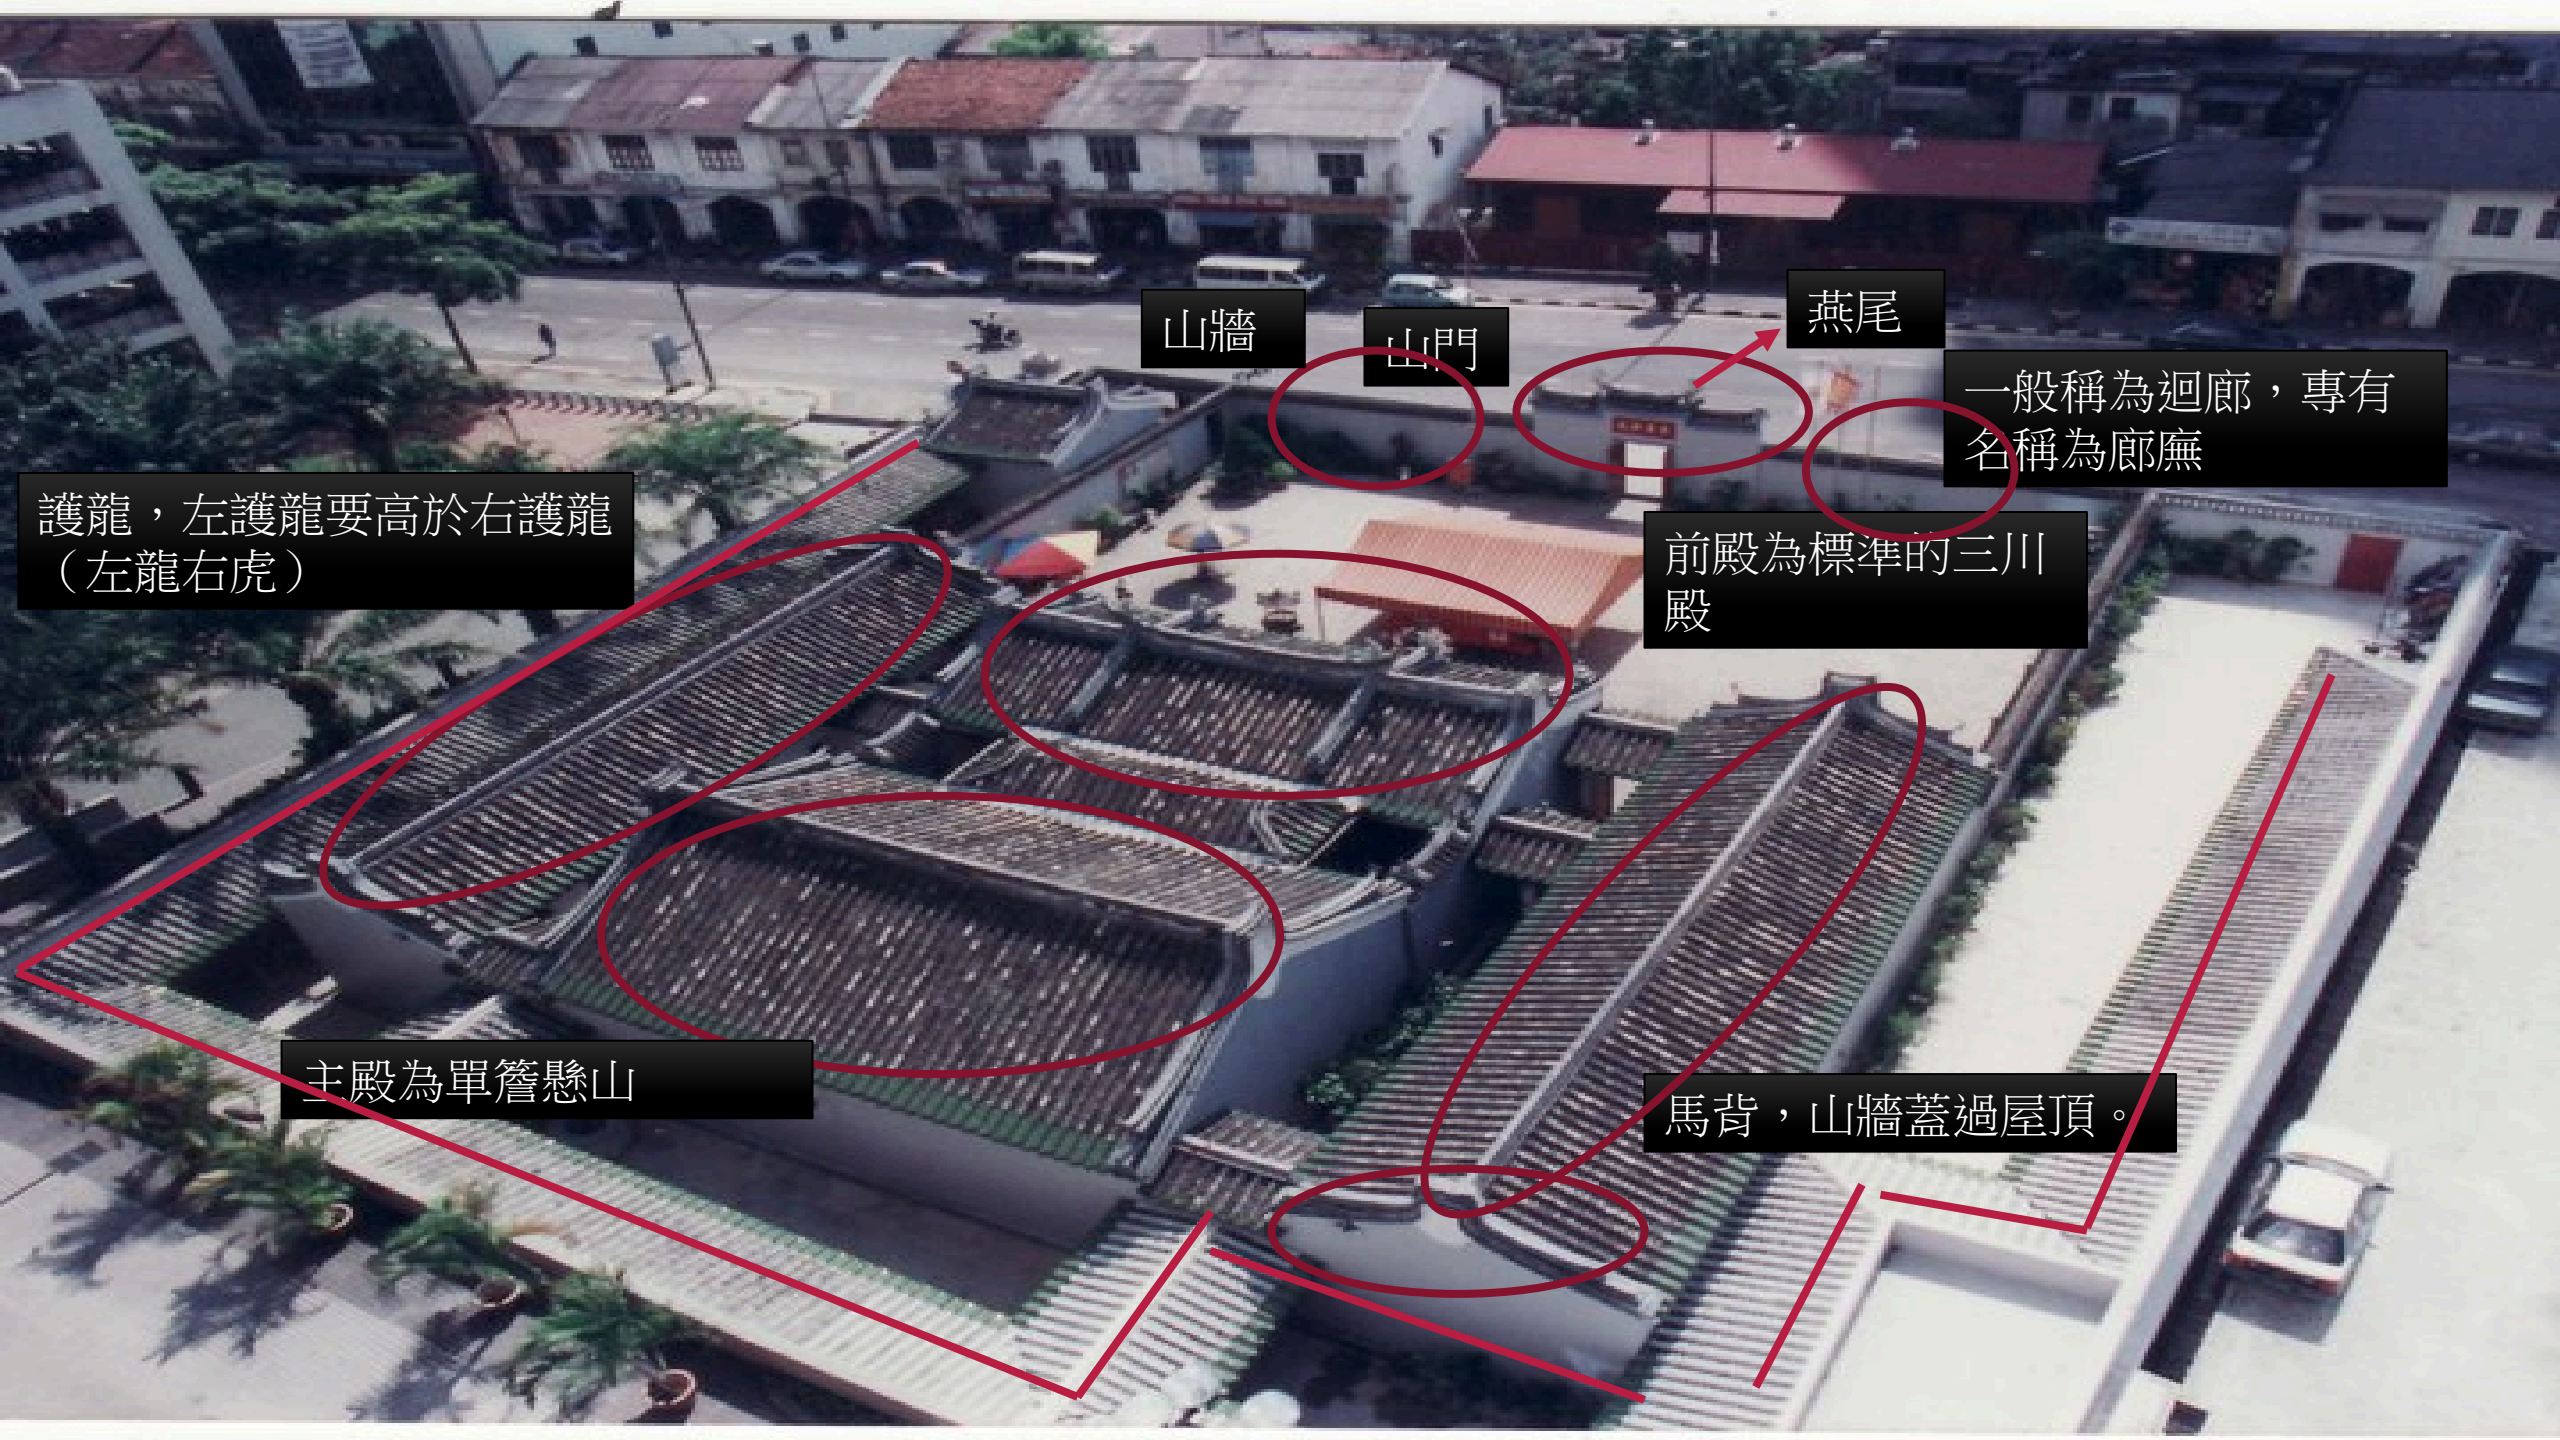 燕尾
山牆
山門
一般稱為迴廊，專有
名稱為廊廡
護龍，左護龍要高於右護龍
（左龍右虎）
前殿為標準的三川
殿
主殿為單簷懸山
馬背，山牆蓋過屋頂。